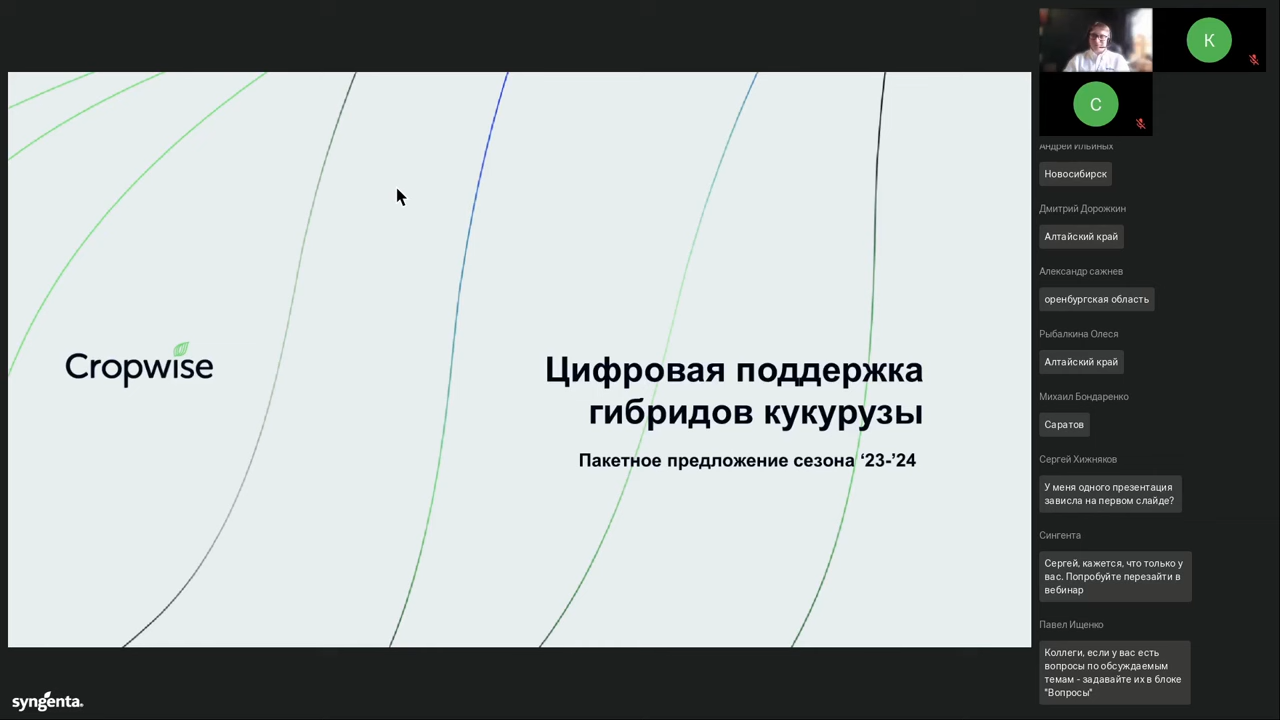 Cropwise
Цифровая поддержка
гибридов кукурузы
Пакетное предложение сезона ‘23-’24
syngenta.
К
С
Андрей Ильиных
Новосибирск
Дмитрий Дорожкин
Алтайский край
Александр сажнев
оренбургская область
Рыбалкина Олеся
Алтайский край
Михаил Бондаренко
Саратов
Сергей Хижняков
У меня одного презентация
зависла на первом слайде?
Сингента
Сергей, кажется, что только у
вас. Попробуйте перезайти в
вебинар
Павел Ищенко
Коллеги, если у вас есть
вопросы по обсуждаемым
темам - задавайте их в блоке
"Вопросы"